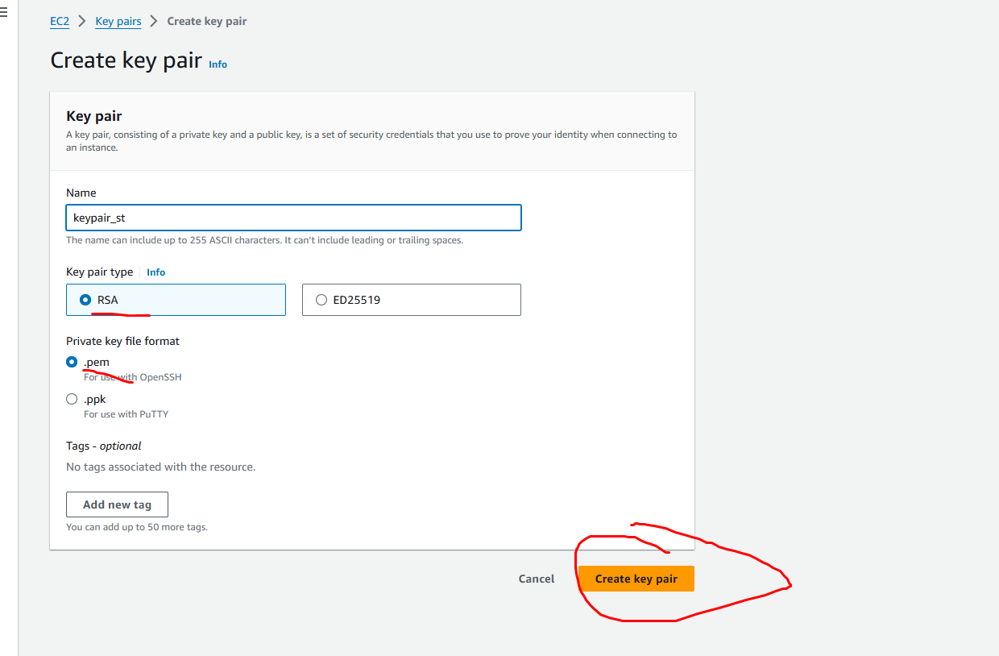 EC2 > Key pairs > Create key pair
Create key pair Info
Key pair
A key pair, consisting of a private key and a public key, is a set of security credentials that you use to prove your identity when connecting to
an instance.
Name
keypair_st
The name can include up to 255 ASCII characters. It can't include leading or trailing spaces.
Key pair type Info
RSA ED25519
Private key file format
.pem
For use with OpenSSH
.ppk
For use with PuTTY
Tags - optional
No tags associated with the resource.
Add new tag
You can add up to 50 more tags.
Cancel Create key pair